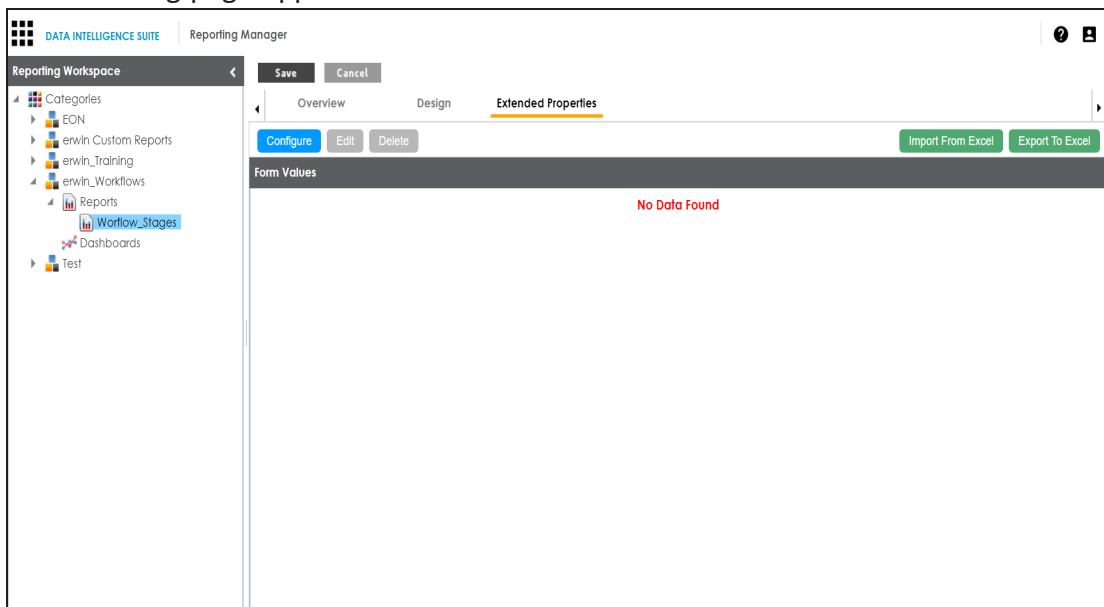 DATA INTELLIGENCE SUITE Reporting Manager
Reporting Workspace
Save Cancel
Categories
EON
erwin Custom Reports
erwin_Training
erwin_Workflows
Reports
Worflow_Stages
Dashboards
Test
Overview Design Extended Properties
Configure Edit Delete Import From Excel Export To Excel
Form Values
No Data Found